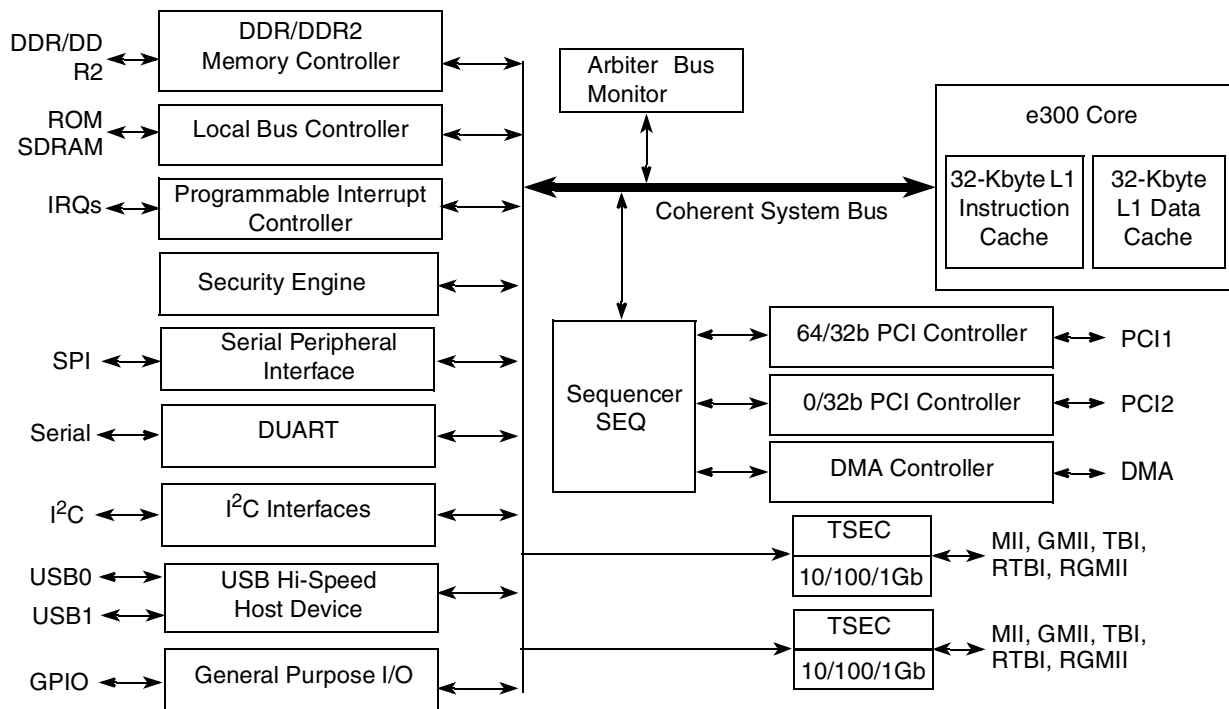 DDR/DD
R2
DDR/DDR2
Memory Controller
ROM
SDRAM
Local Bus Controller
IRQs
Programmable Interrupt
Controller
Security Engine
SPI
Serial Peripheral
Interface
Serial
DUART
I2C
I2C Interfaces
USB0
USB1
USB Hi-Speed
Host Device
GPIO
General Purpose I/O
Arbiter Bus
Monitor
Coherent System Bus
e300 Core
32-Kbyte L1
Instruction
Cache
32-Kbyte
L1 Data
Cache
Sequencer
SEQ
64/32b PCI Controller
PCI1
0/32b PCI Controller
PCI2
DMA Controller
DMA
TSEC
10/100/1Gb
MII, GMII, TBI,
RTBI, RGMII
TSEC
10/100/1Gb
MII, GMII, TBI,
RTBI, RGMII